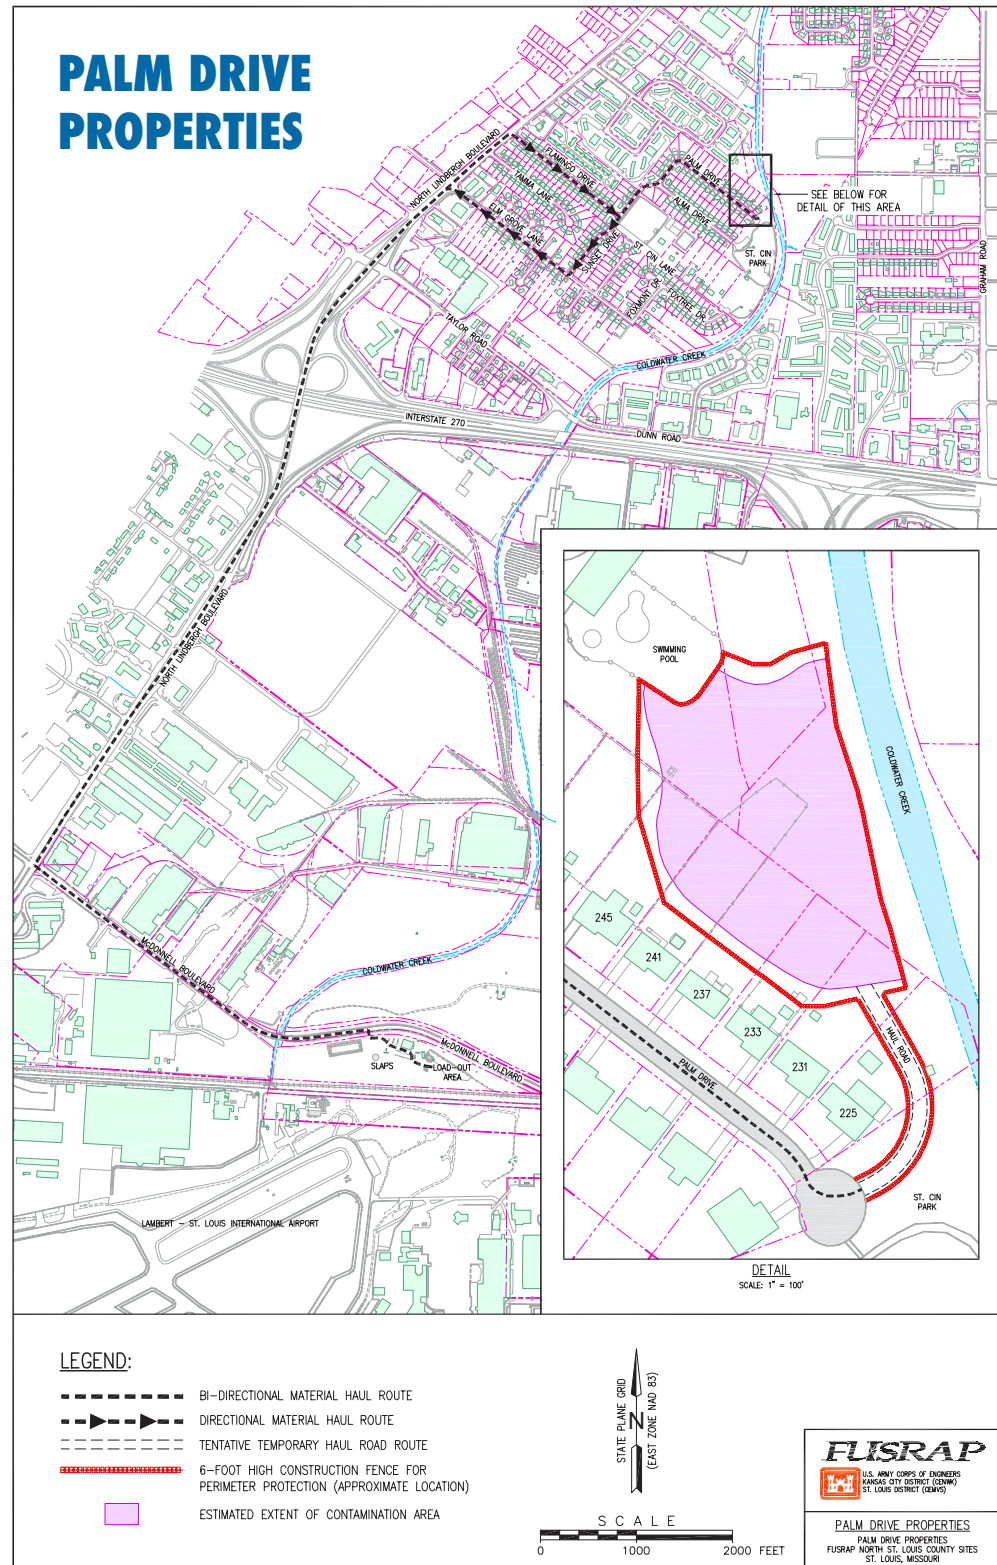 PALM DRIVE
PROPERTIES
NORTH LINDBERGH BOULEVARD
FLAMINGO DRIVE
YAMMA LANE
ELM GROVE LANE
SUNSET DRIVE
PALM DRIVE
ALMA DRIVE
ST. CIN LANE
FOXMONT DR
FOXTREE DR
ST. CIN
PARK
SEE BELOW FOR
DETAIL OF THIS AREA
GRAHAM ROAD
TAYLOR ROAD
COLDWATER CREEK
INTERSTATE 270
DUNN ROAD
NORTH LINDBERGH BOULEVARD
McDONNELL BOULEVARD
COLDWATER CREEK
McDONNELL BOULEVARD
SLAPS
LOAD-OUT
AREA
LAMBERT - ST. LOUIS INTERNATIONAL AIRPORT
SWIMMING
POOL
COLDWATER CREEK
245
241
237
233
231
225
HAUL ROAD
PALM DRIVE
ST. CIN
PARK
DETAIL
SCALE: 1" = 100'
LEGEND:
BI-DIRECTIONAL MATERIAL HAUL ROUTE
DIRECTIONAL MATERIAL HAUL ROUTE
TENTATIVE TEMPORARY HAUL ROAD ROUTE
6-FOOT HIGH CONSTRUCTION FENCE FOR
PERIMETER PROTECTION (APPROXIMATE LOCATION)
ESTIMATED EXTENT OF CONTAMINATION AREA
STATE PLANE GRID
N
(EAST ZONE NAD 83)
SCALE
0 1000 2000 FEET
FUSRAP
U.S. ARMY CORPS OF ENGINEERS
KANSAS CITY DISTRICT (CENWK)
ST. LOUIS DISTRICT (CEMVS)
PALM DRIVE PROPERTIES
PALM DRIVE PROPERTIES
FUSRAP NORTH ST. LOUIS COUNTY SITES
ST. LOUIS, MISSOURI